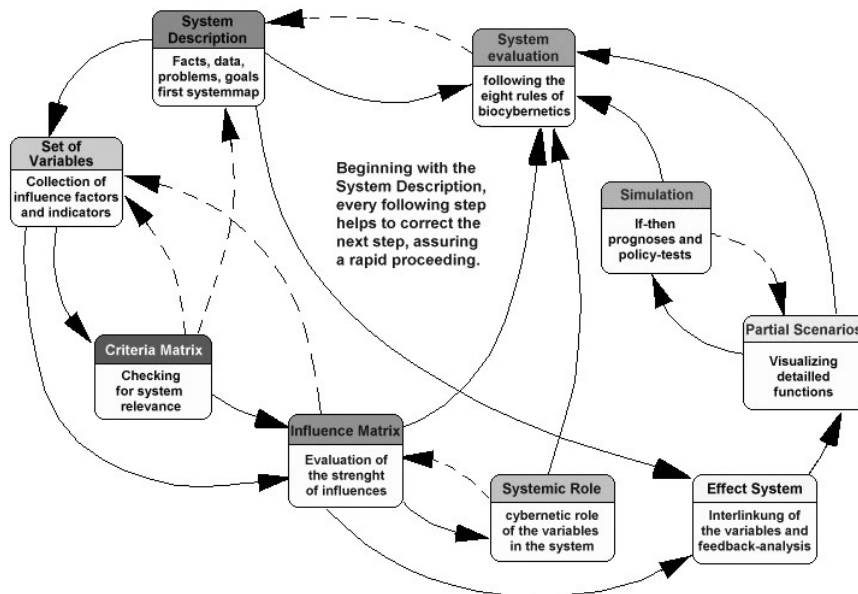 System
Description
Facts, data,
problems, goals
first systemmap
System
evaluation
following the
eight rules of
biocybernetics
Set of
Variables
Collection of
influence factors
and indicators
Beginning with the
System Description,
every following step
helps to correct the
next step, assuring
a rapid proceeding.
Simulation
If-then
prognoses and
policy-tests
Partial Scenarios
Visualizing
detailled
functions
Criteria Matrix
Checking
for system
relevance
Influence Matrix
Evaluation of
the strenght
of influences
Systemic Role
cybernetic role
of the variables
in the system
Effect System
Interlinkung of
the variables and
feedback-analysis